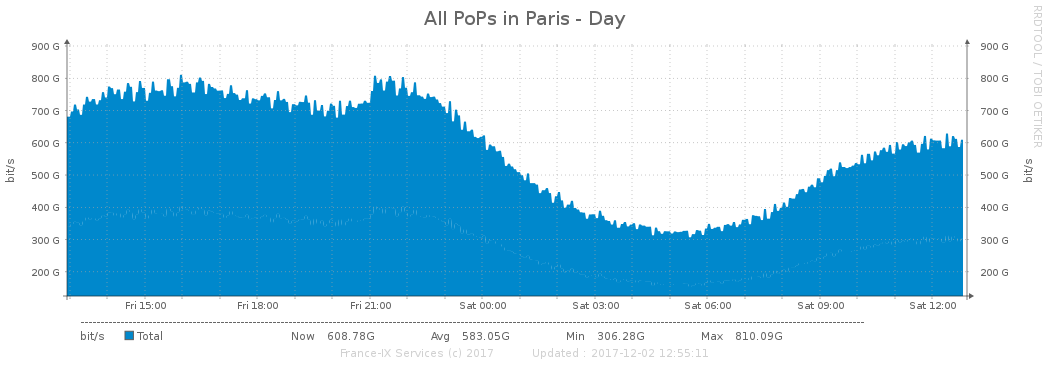 All PoPs in Paris - Day
RRDTOOL / TOBI OETIKER
bit/s
900 G
800 G
700 G
600 G
500 G
400 G
300 G
200 G
900 G
800 G
700 G
600 G
500 G
400 G
300 G
200 G
bit/s
Fri 15:00 Fri 18:00 Fri 21:00 Sat 00:00 Sat 03:00 Sat 06:00 Sat 09:00 Sat 12:00
bit/s Total Now 608.78G Avg 583.05G Min 306.28G Max 810.09G
France-IX Services (c) 2017 Updated : 2017-12-02 12:55:11